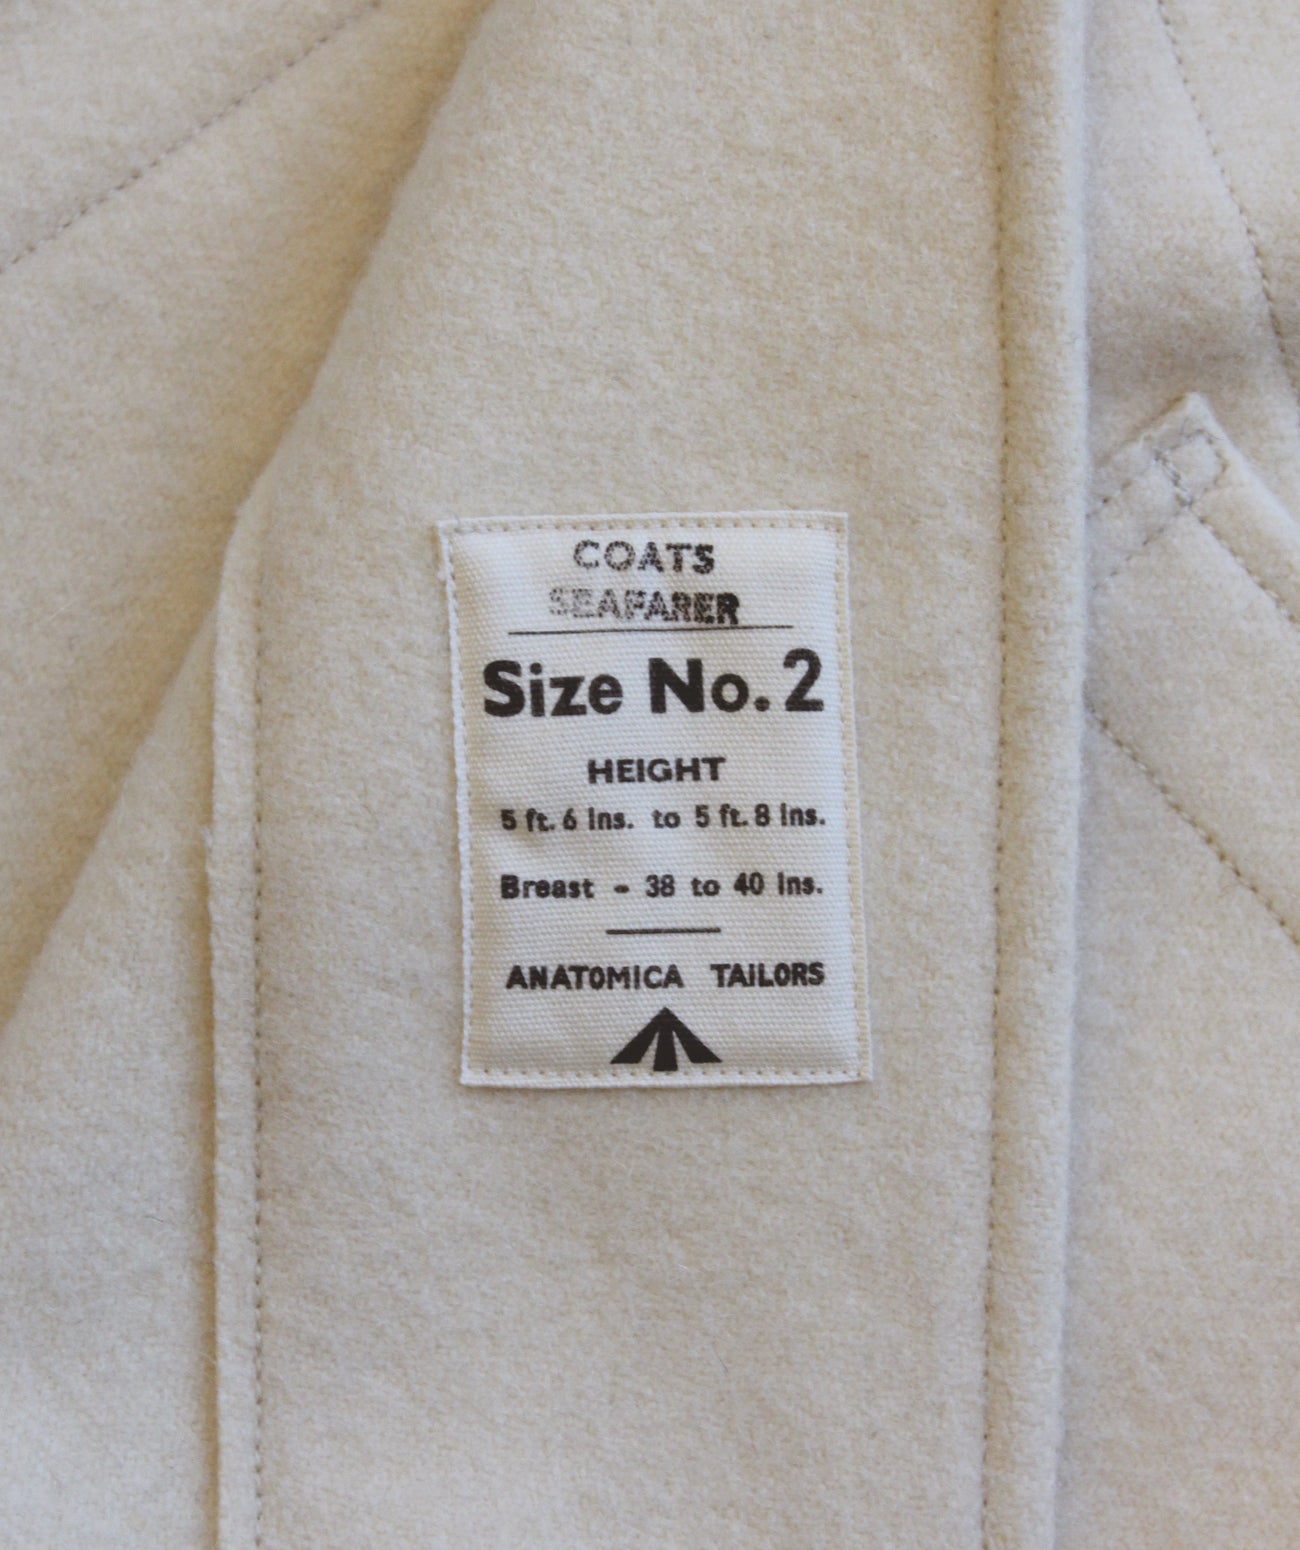 COATS
SEAFARER
Size No. 2
HEIGHT
5 ft. 6 Ins. to 5 ft. 8 Ins.
Breast - 38 to 40 Ins.
ANATOMICA TAILORS